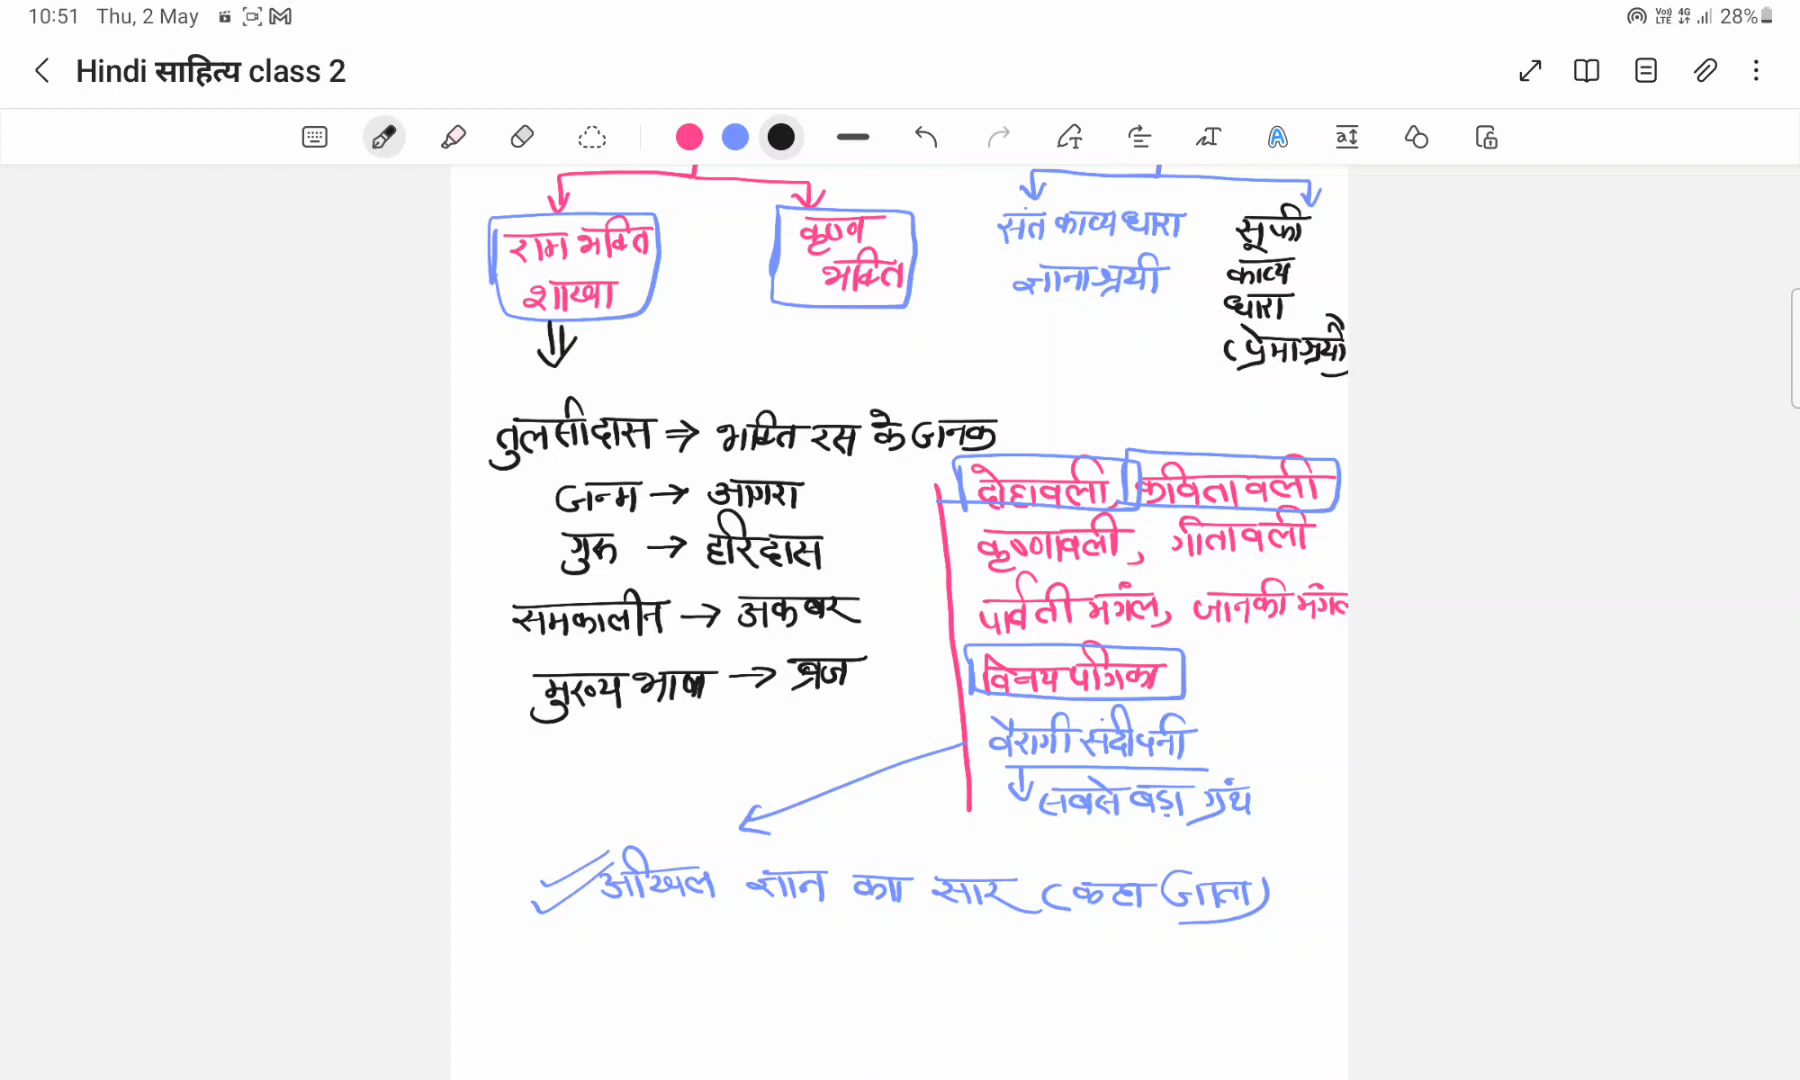 10:51 Thu, 2 May
28%
Hindi साहित्य class 2
राम भक्ति
शाखा
कृष्ण
भक्ति
संत काव्य धारा
ज्ञानाश्रयी
सूफी
काव्य
धारा
(प्रेमाश्रयी)
तुलसीदास ⇒ भक्ति रस के जनक
जन्म → आगरा
गुरु → हरिदास
समकालीन → अकबर
मुख्य भाषा → ब्रज
दोहावली, कवितावली
कृष्णावली, गीतावली
पार्वती मंगल, जानकी मंगल
विनय पत्रिका
वैरागी संदीपनी
सबसे बड़ा ग्रंथ
अखिल ज्ञान का सार (कहा जाता)